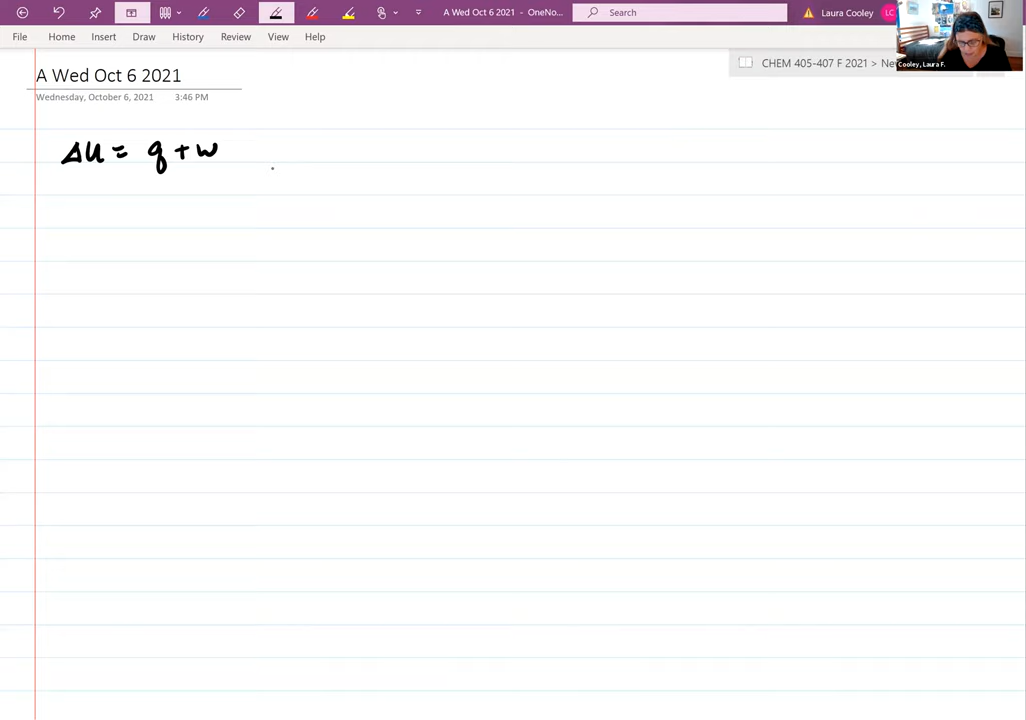 A Wed Oct 6 2021 - OneNo...
Search
Laura Cooley
LC
File Home Insert Draw History Review View Help
Cooley, Laura F.
CHEM 405-407 F 2021 > Ne
A Wed Oct 6 2021
Wednesday, October 6, 2021 3:46 PM
ΔU = q + w